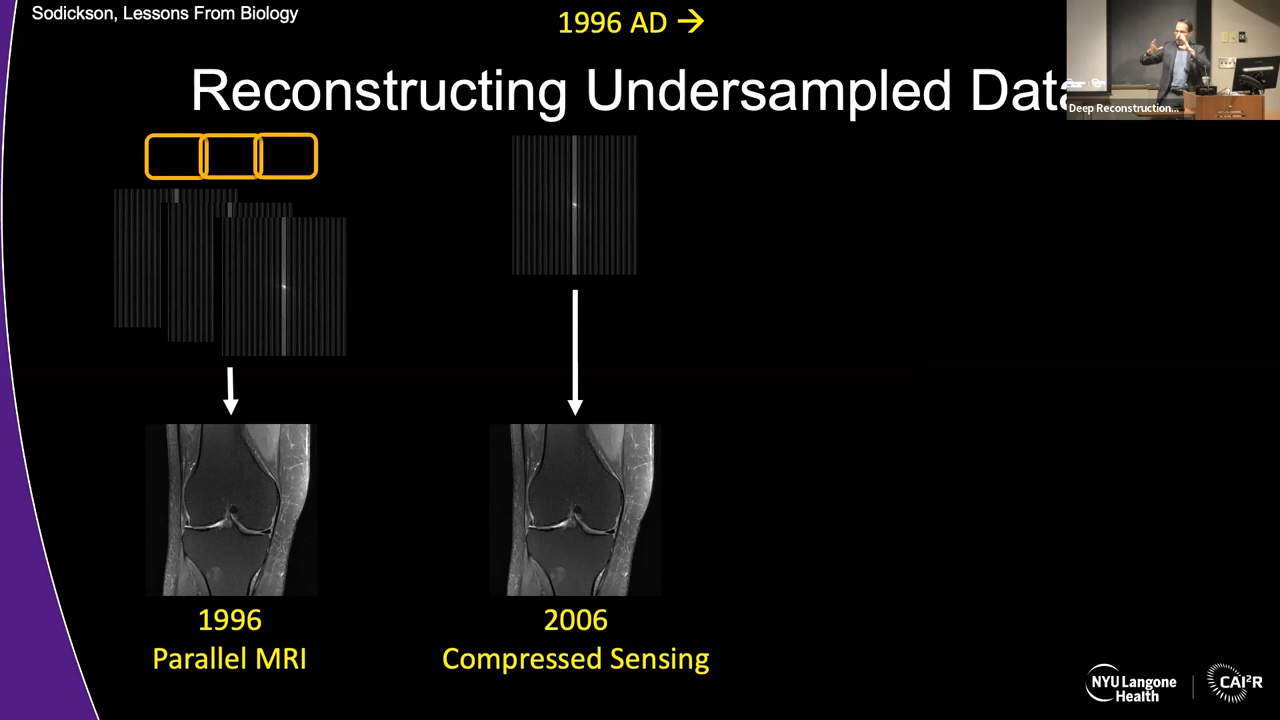 Sodickson, Lessons From Biology
1996 AD →
Reconstructing Undersampled Data
Deep Reconstruction...
1996
Parallel MRI
2006
Compressed Sensing
NYU Langone
Health
CAI²R